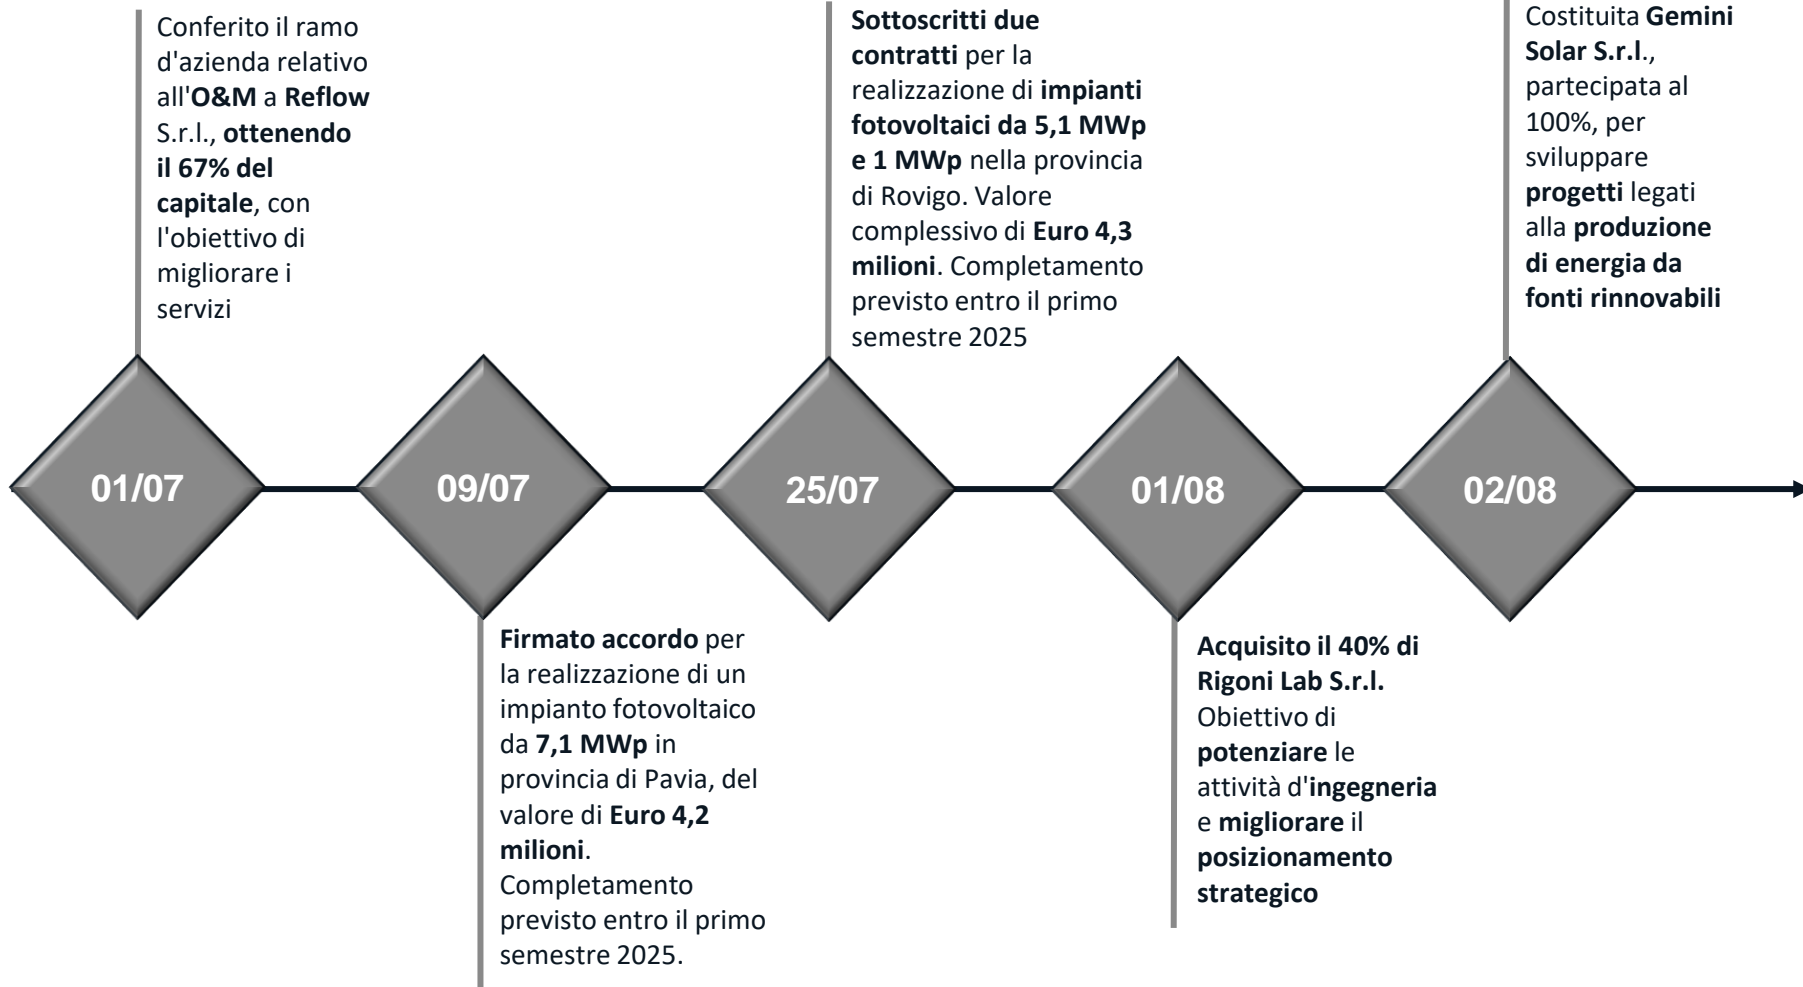 Conferito il ramo
d'azienda relativo
all'O&M a Reflow
S.r.l., ottenendo
il 67% del
capitale, con
l'obiettivo di
migliorare i
servizi
Sottoscritti due
contratti per la
realizzazione di impianti
fotovoltaici da 5,1 MWp
e 1 MWp nella provincia
di Rovigo. Valore
complessivo di Euro 4,3
milioni. Completamento
previsto entro il primo
semestre 2025
Costituita Gemini
Solar S.r.l.,
partecipata al
100%, per
sviluppare
progetti legati
alla produzione
di energia da
fonti rinnovabili
01/07
09/07
25/07
01/08
02/08
Firmato accordo per
la realizzazione di un
impianto fotovoltaico
da 7,1 MWp in
provincia di Pavia, del
valore di Euro 4,2
milioni.
Completamento
previsto entro il primo
semestre 2025.
Acquisito il 40% di
Rigoni Lab S.r.l.
Obiettivo di
potenziare le
attività d'ingegneria
e migliorare il
posizionamento
strategico